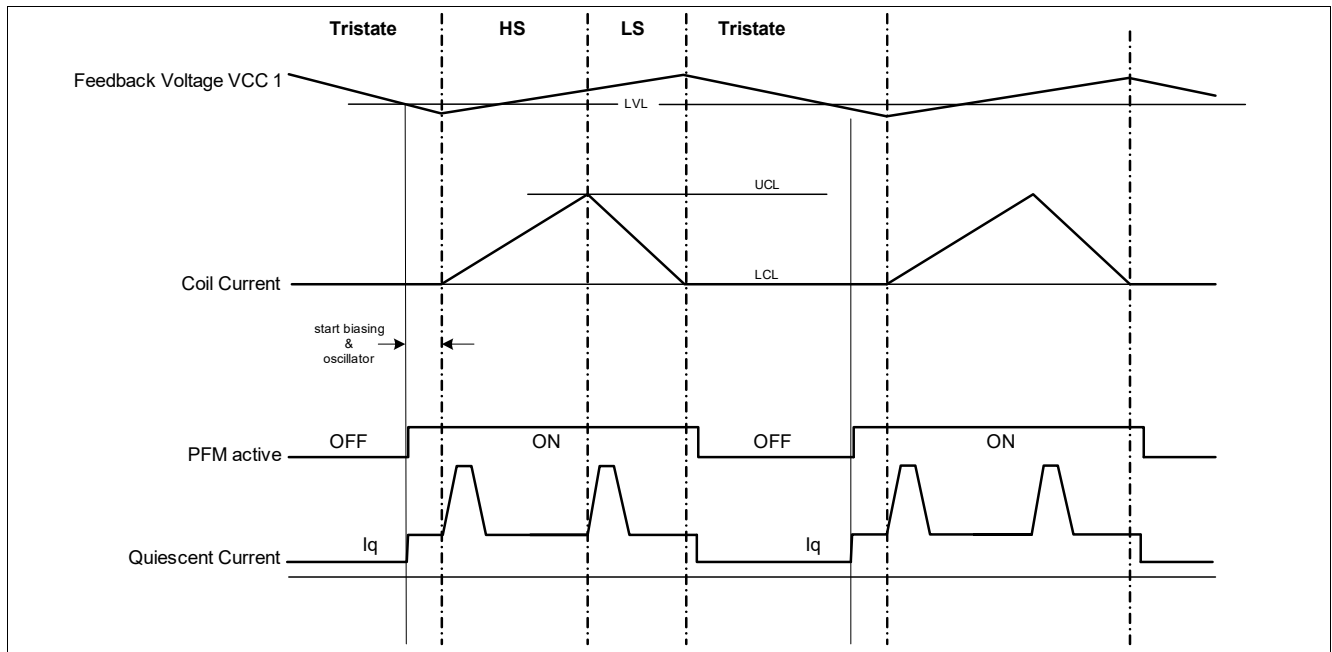 Tristate HS LS Tristate
Feedback Voltage VCC 1
LVL
UCL
Coil Current
LCL
start biasing
&
oscillator
PFM active
OFF ON OFF ON
Quiescent Current
Iq Iq